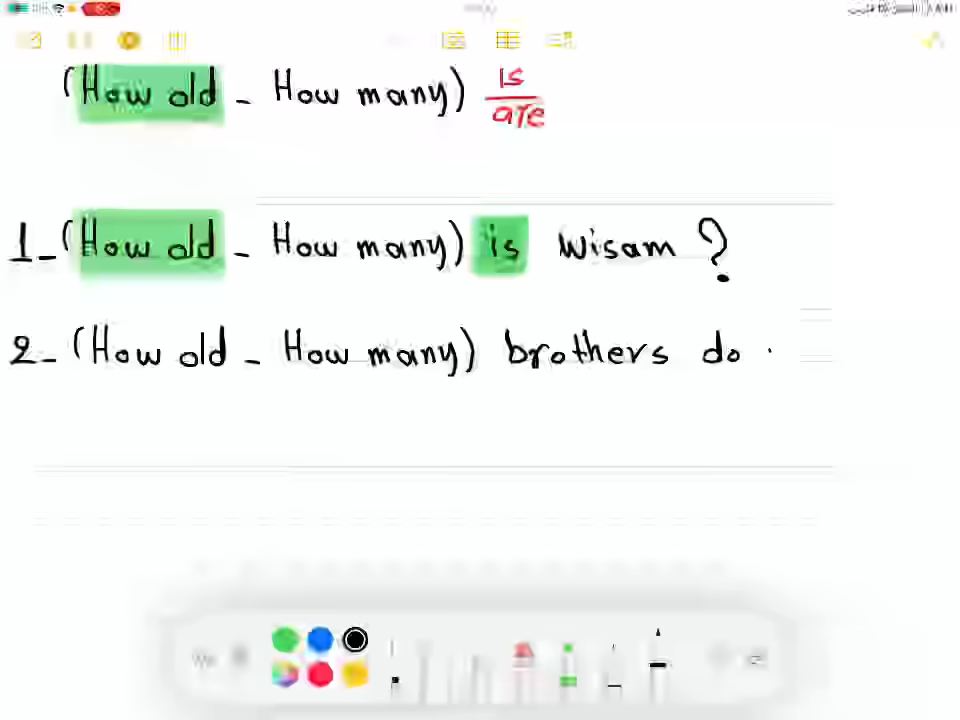 (How old - How many) is
are
1- (How old - How many) is Wisam ?
2- (How old - How many) brothers do